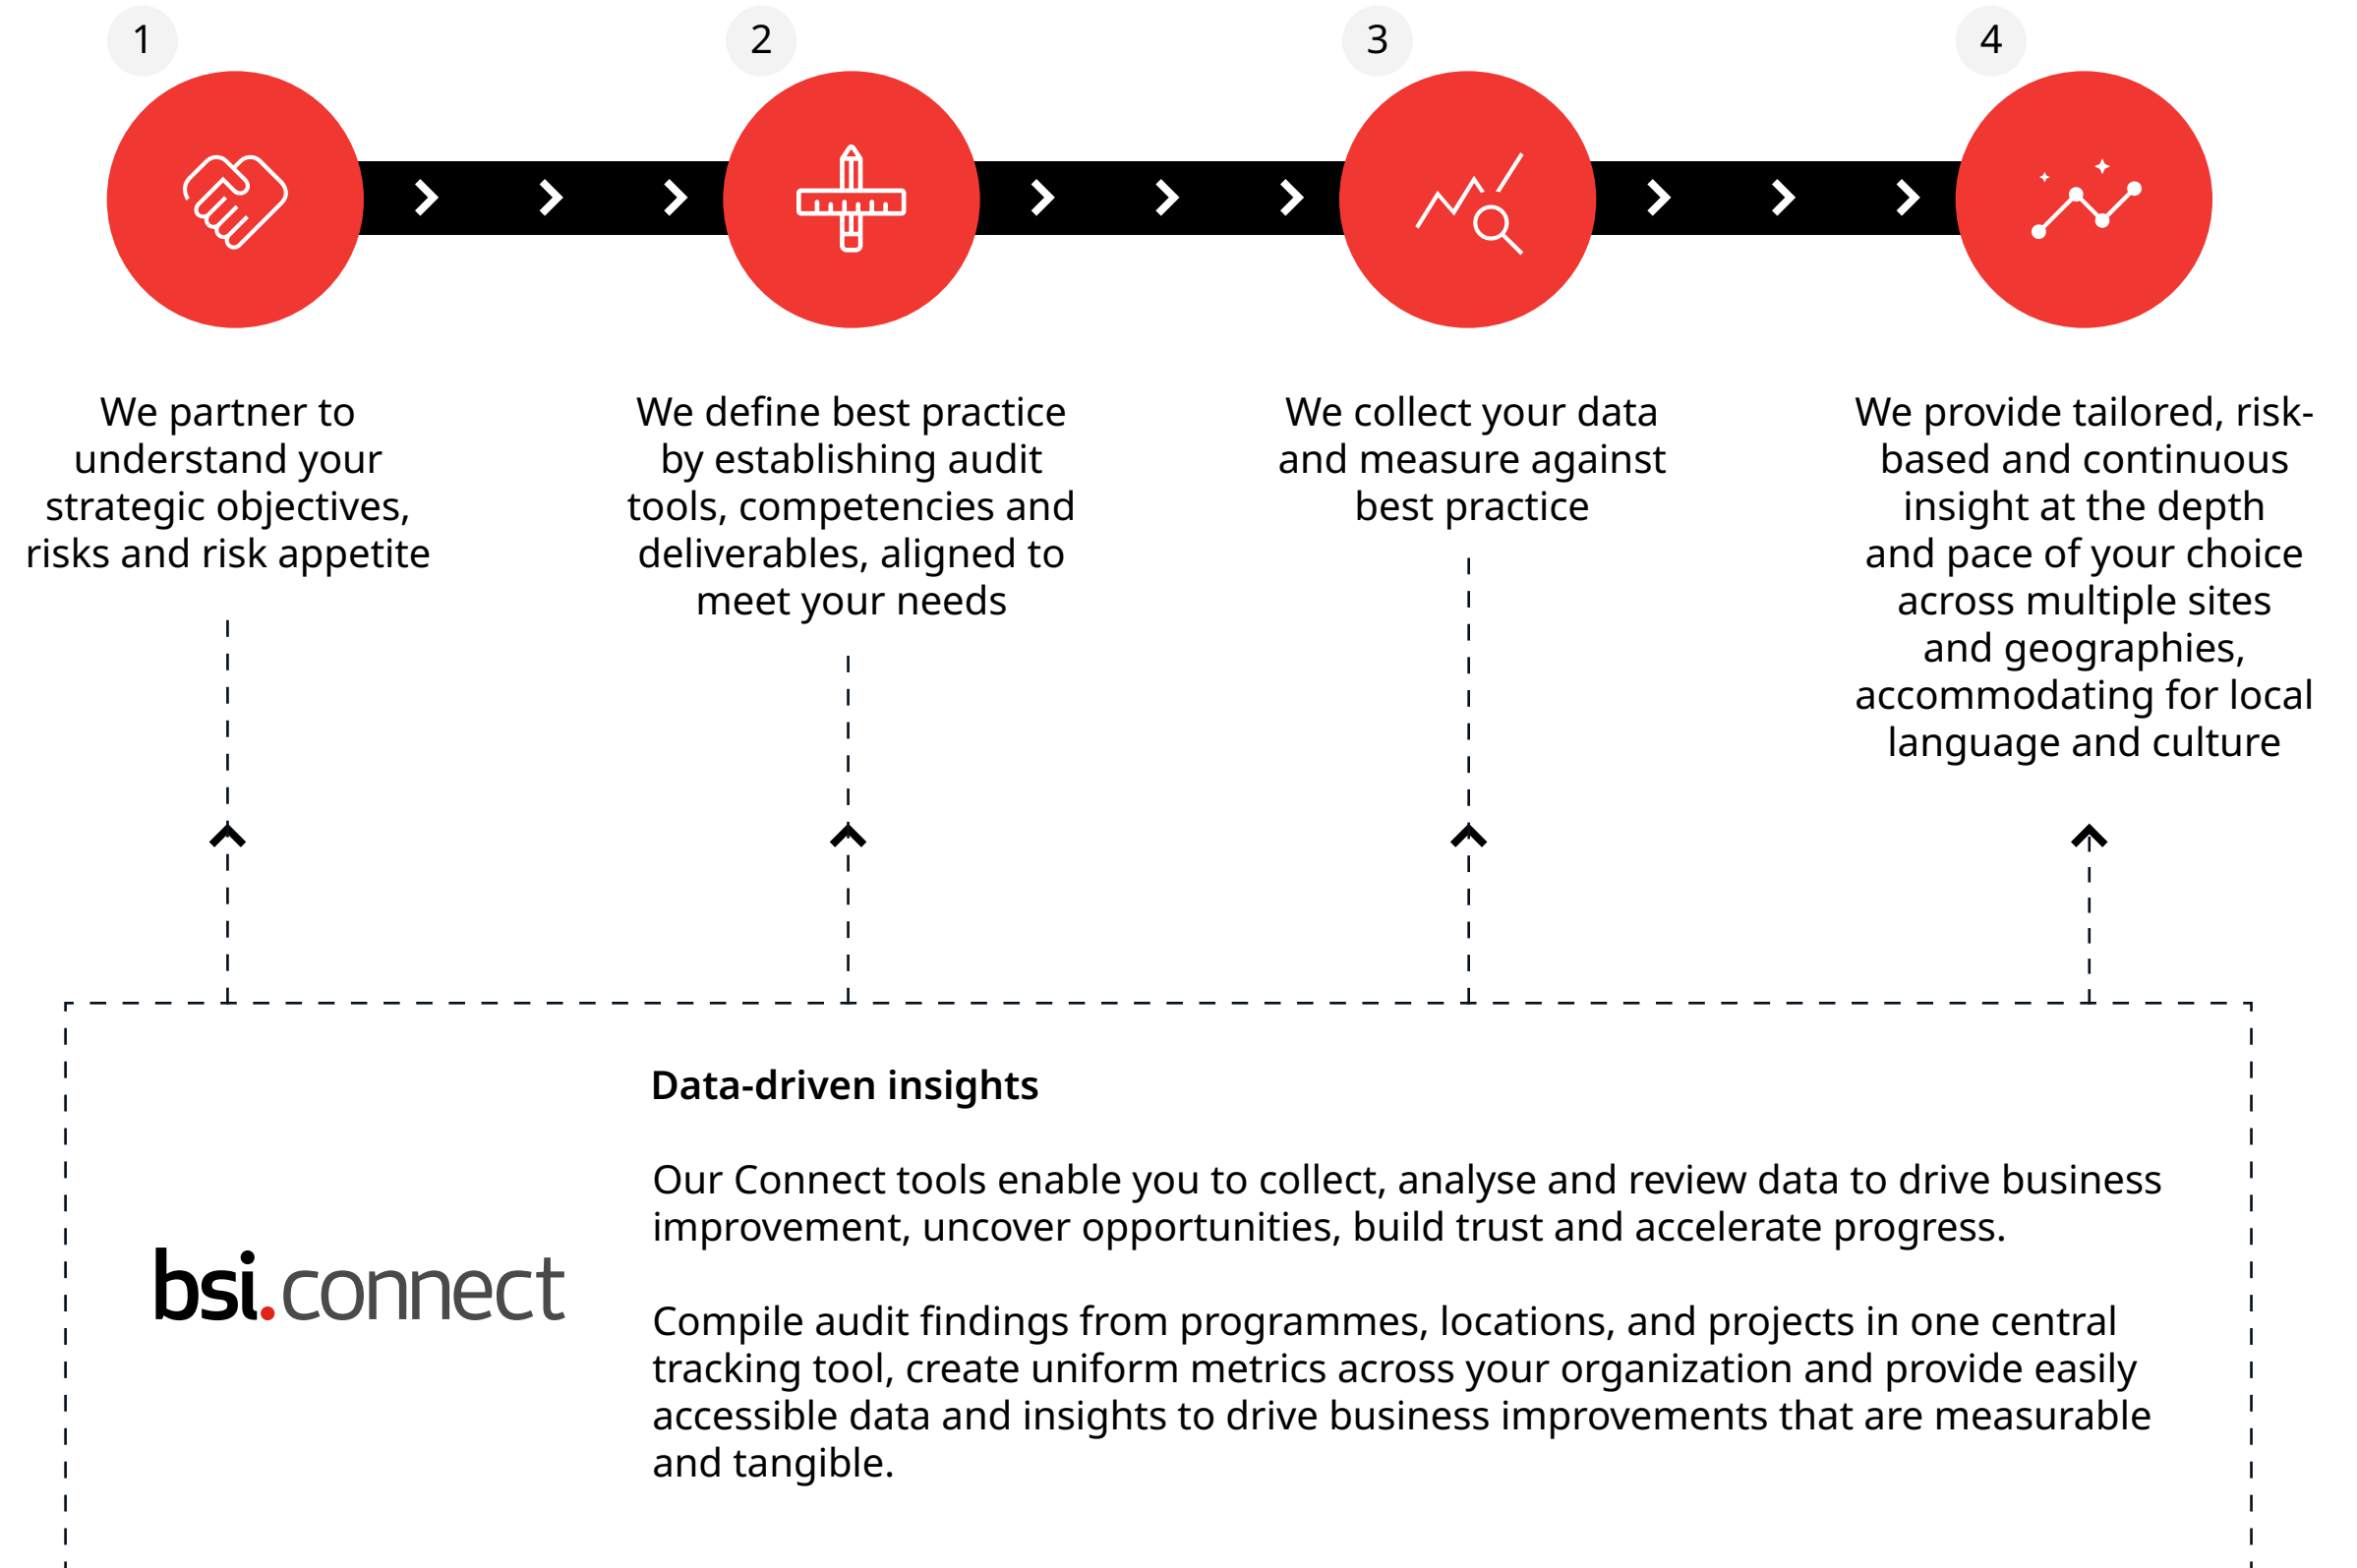 1
We partner to
understand your
strategic objectives,
risks and risk appetite
2
We define best practice
by establishing audit
tools, competencies and
deliverables, aligned to
meet your needs
3
We collect your data
and measure against
best practice
4
We provide tailored, risk-
based and continuous
insight at the depth
and pace of your choice
across multiple sites
and geographies,
accommodating for local
language and culture
bsi.connect
Data-driven insights
Our Connect tools enable you to collect, analyse and review data to drive business
improvement, uncover opportunities, build trust and accelerate progress.
Compile audit findings from programmes, locations, and projects in one central
tracking tool, create uniform metrics across your organization and provide easily
accessible data and insights to drive business improvements that are measurable
and tangible.